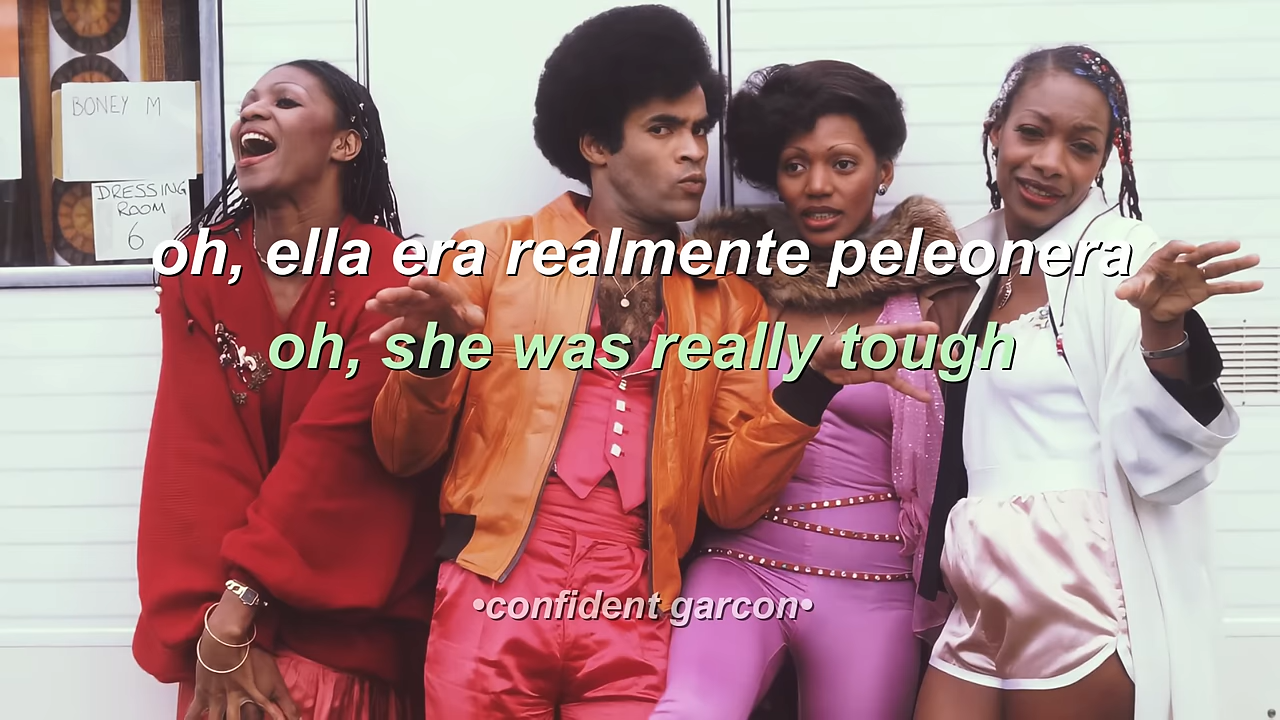 BONEY M
DRESSING
ROOM
6
oh, ella era realmente peleonera
oh, she was really tough
•confident garcon•